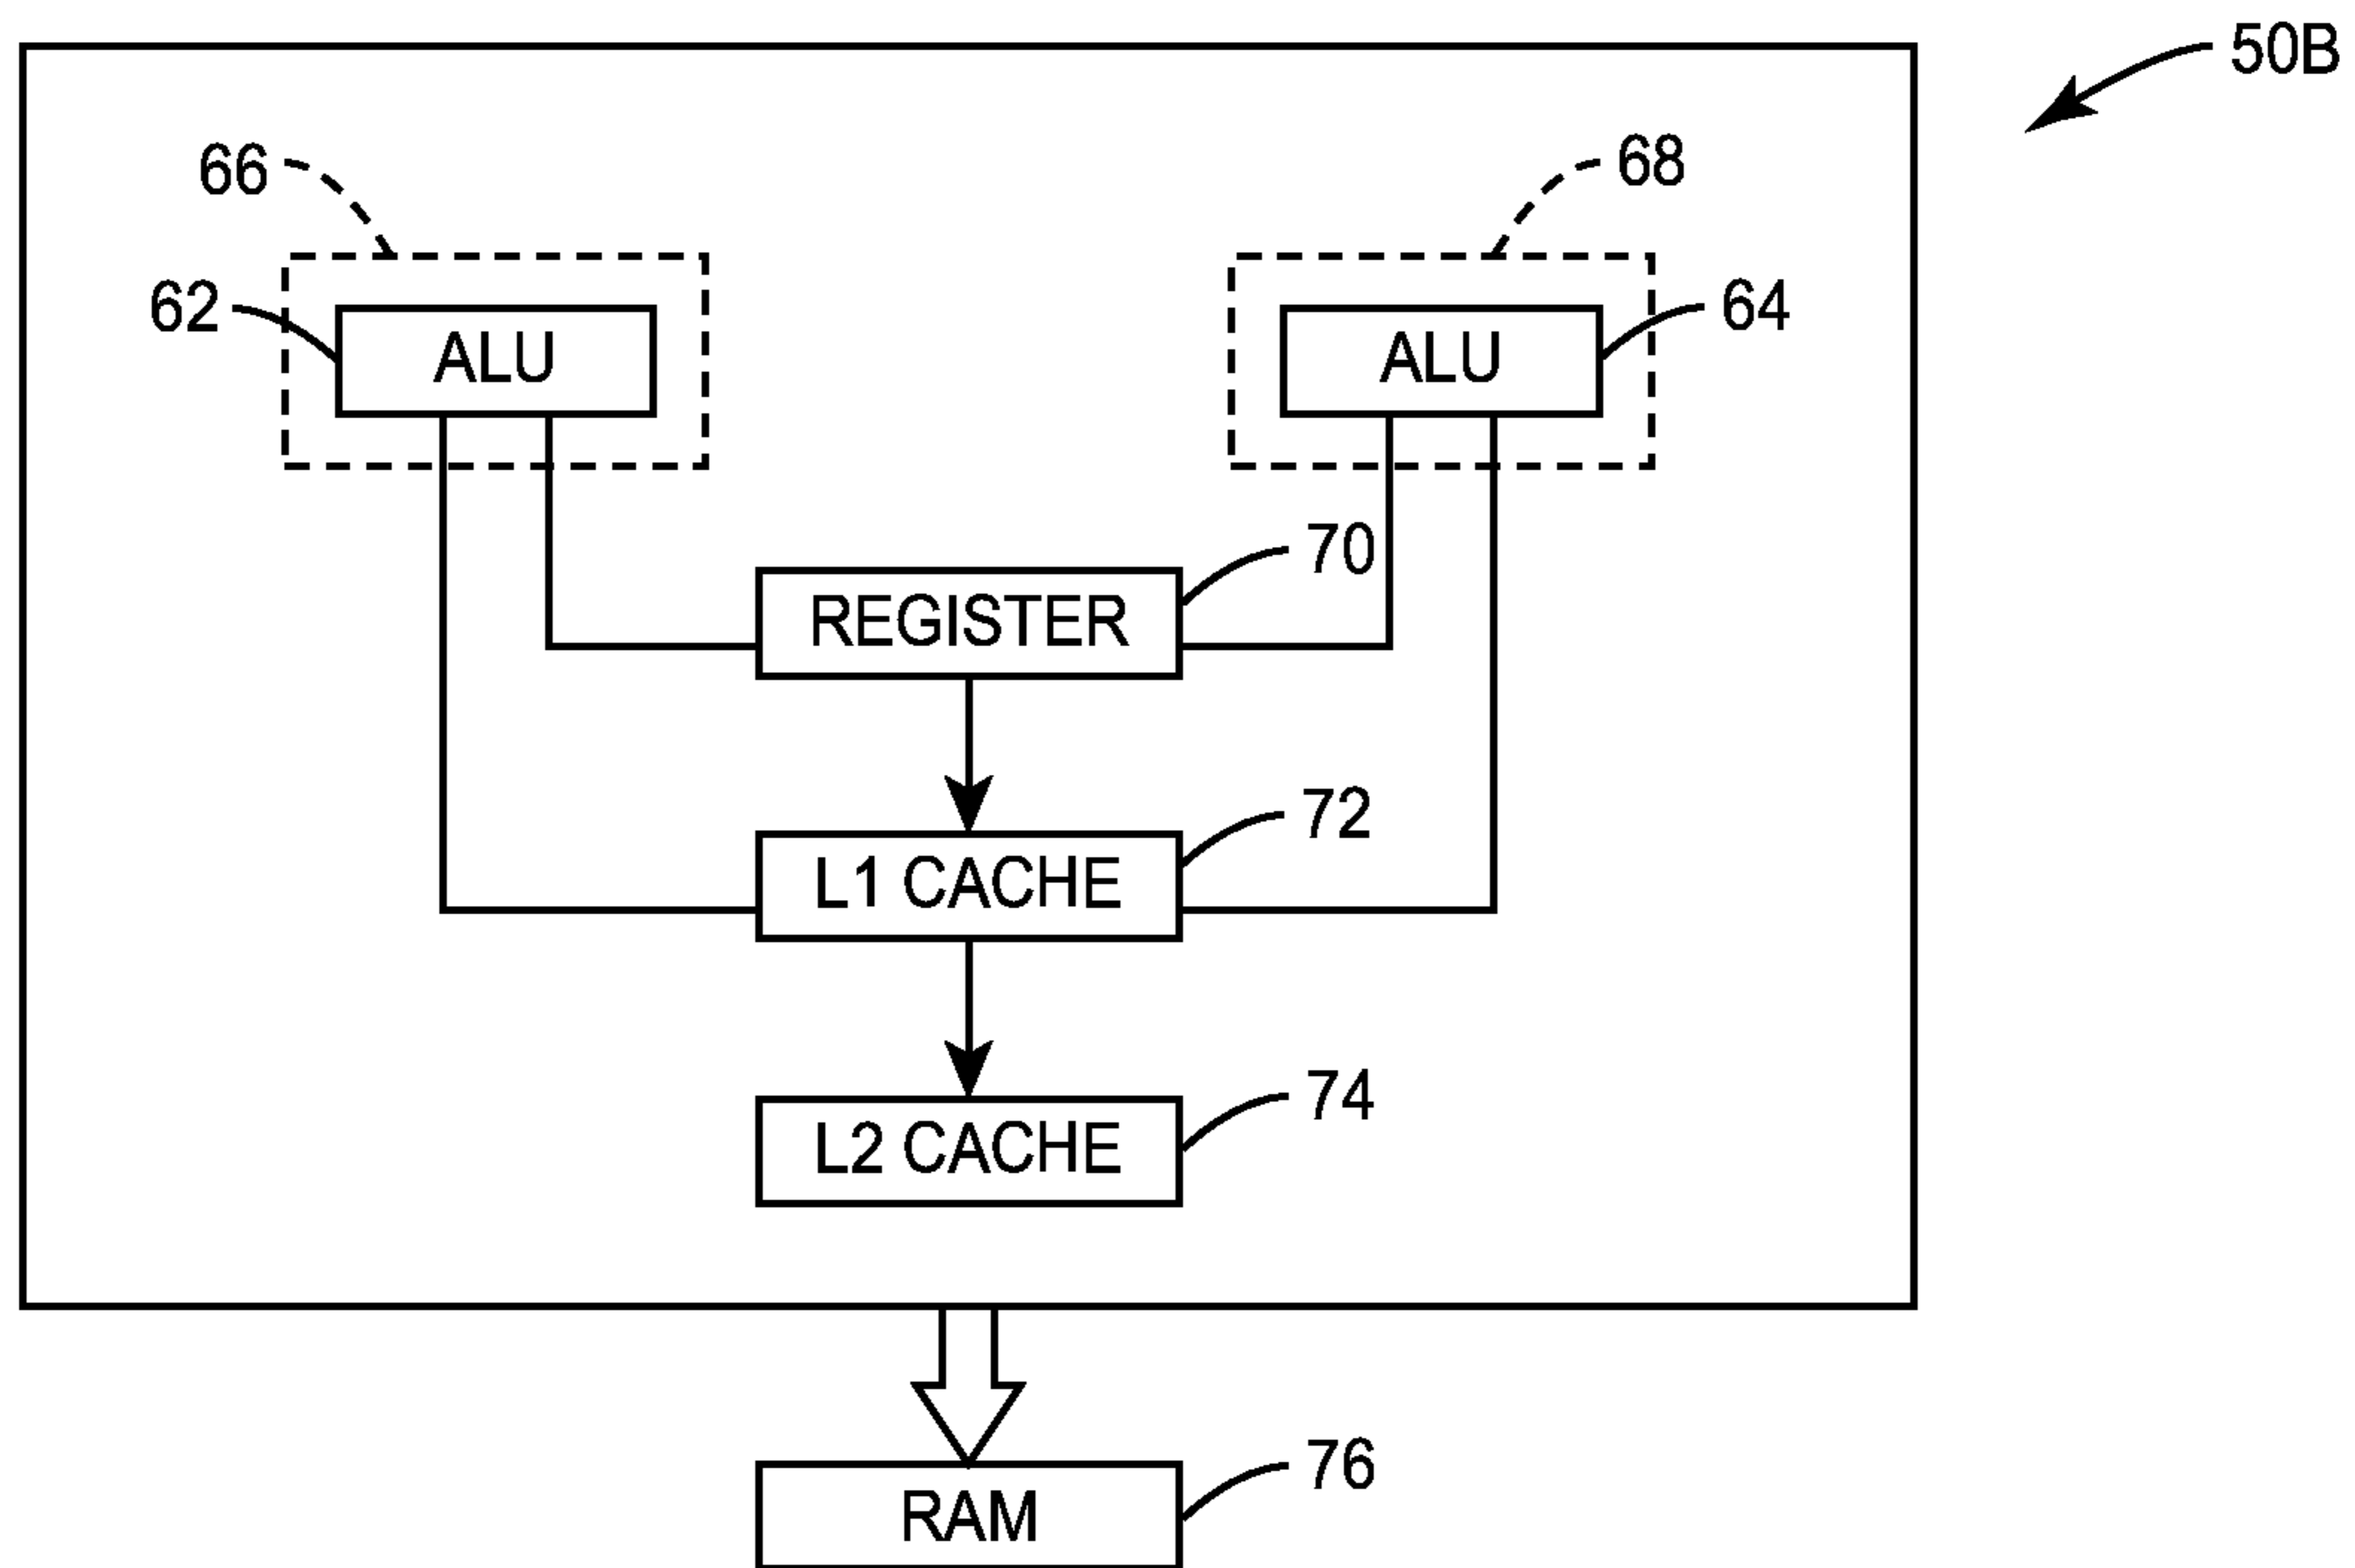 50B
66
68
62
ALU
ALU
64
70
REGISTER
72
L1 CACHE
74
L2 CACHE
76
RAM